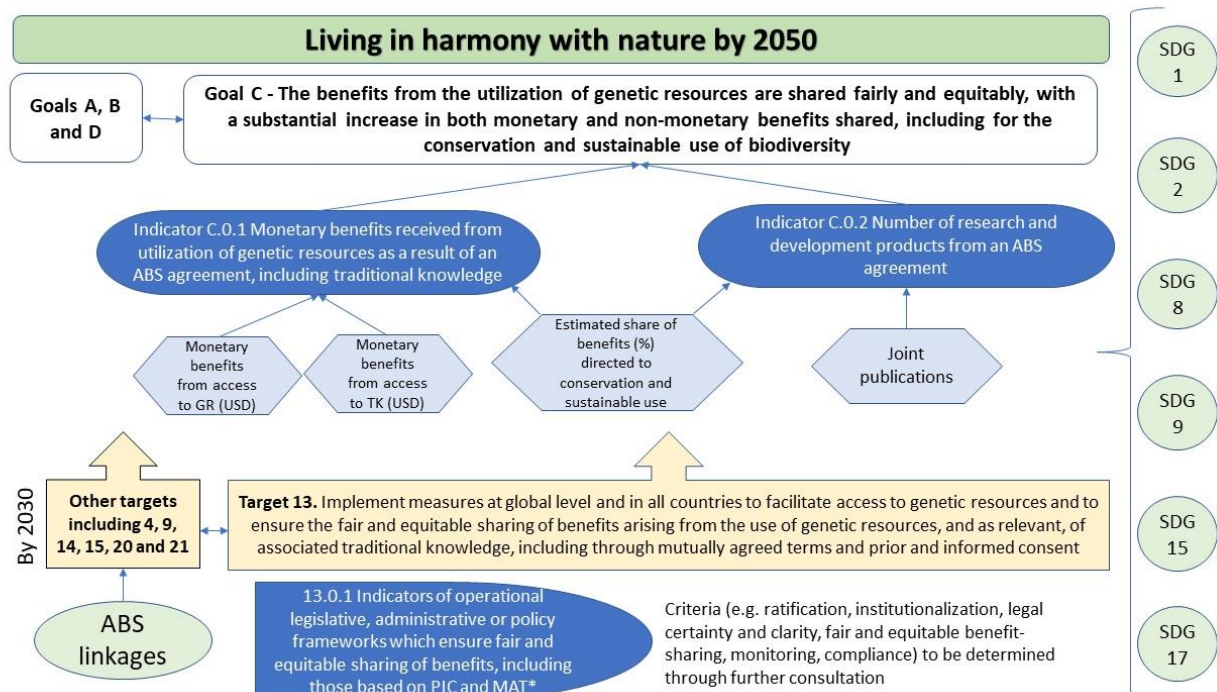 Living in harmony with nature by 2050
Goals A, B
and D
Goal C - The benefits from the utilization of genetic resources are shared fairly and equitably, with
a substantial increase in both monetary and non-monetary benefits shared, including for the
conservation and sustainable use of biodiversity
Indicator C.0.1 Monetary benefits received from
utilization of genetic resources as a result of an
ABS agreement, including traditional knowledge
Indicator C.0.2 Number of research and
development products from an ABS
agreement
Monetary
benefits
from access
to GR (USD)
Monetary
benefits
from access
to TK (USD)
Estimated share of
benefits (%)
directed to
conservation and
sustainable use
Joint
publications
By 2030
Other targets
including 4, 9,
14, 15, 20 and 21
Target 13. Implement measures at global level and in all countries to facilitate access to genetic resources and to
ensure the fair and equitable sharing of benefits arising from the use of genetic resources, and as relevant, of
associated traditional knowledge, including through mutually agreed terms and prior and informed consent
ABS
linkages
13.0.1 Indicators of operational
legislative, administrative or policy
frameworks which ensure fair and
equitable sharing of benefits, including
those based on PIC and MAT*
Criteria (e.g. ratification, institutionalization, legal
certainty and clarity, fair and equitable benefit-
sharing, monitoring, compliance) to be determined
through further consultation
SDG
1
SDG
2
SDG
8
SDG
9
SDG
15
SDG
17